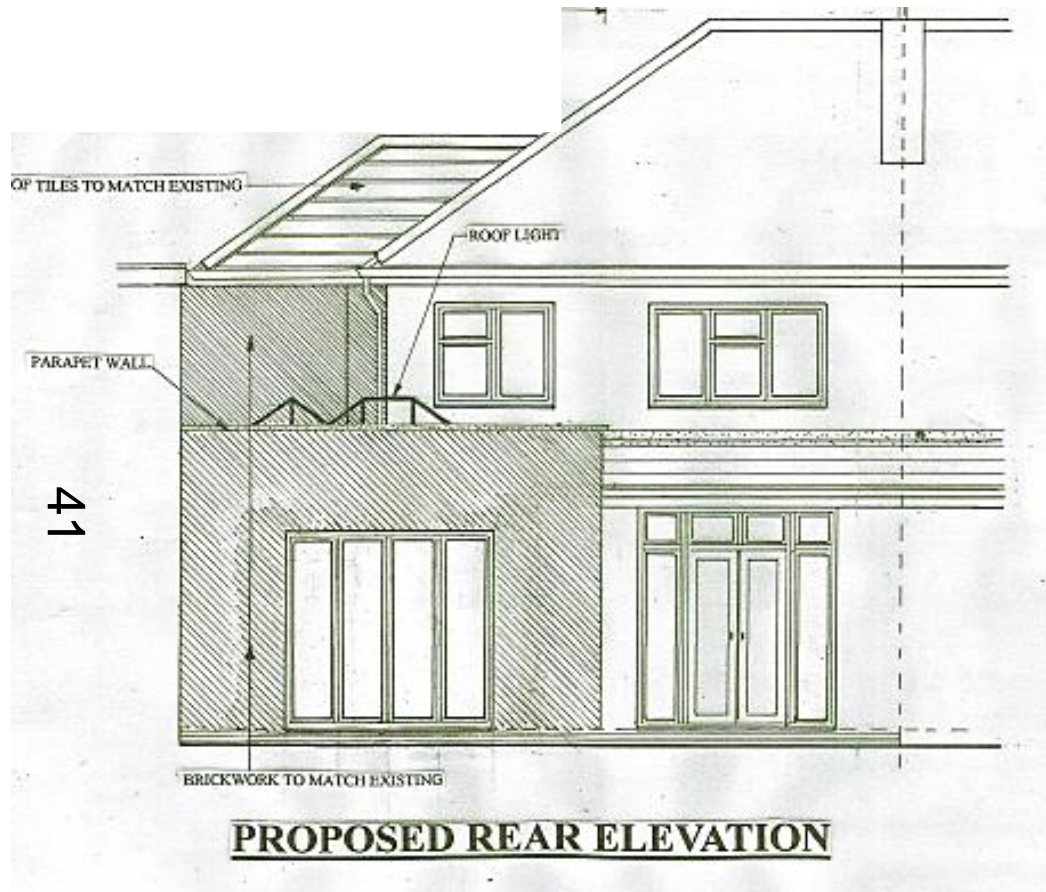 OF TILES TO MATCH EXISTING
ROOF LIGHT
PARAPET WALL
41
BRICKWORK TO MATCH EXISTING
PROPOSED REAR ELEVATION